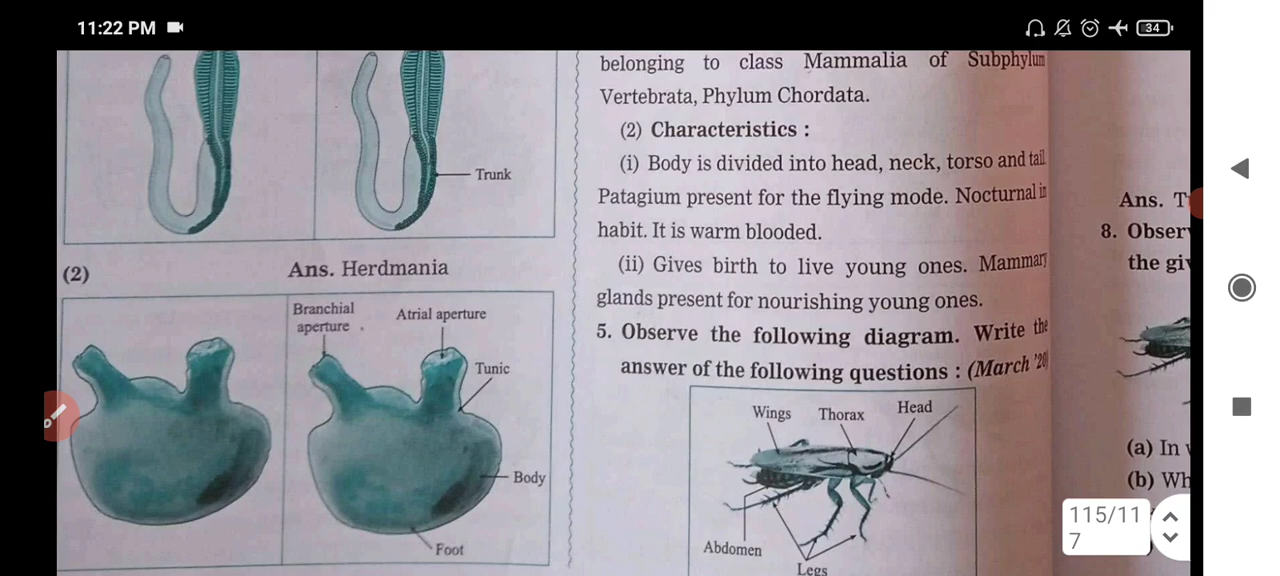 11:22 PM
34
Trunk
(2)
Ans. Herdmania
Branchial
aperture
Atrial aperture
Tunic
Body
Foot
belonging to class Mammalia of Subphylum
Vertebrata, Phylum Chordata.
(2) Characteristics :
(i) Body is divided into head, neck, torso and tail.
Patagium present for the flying mode. Nocturnal in
habit. It is warm blooded.
(ii) Gives birth to live young ones. Mammary
glands present for nourishing young ones.
5. Observe the following diagram. Write the
answer of the following questions : (March '20)
Wings
Thorax
Head
Abdomen
Legs
Ans.
8.
the
(a) In
(b)
115/11
7